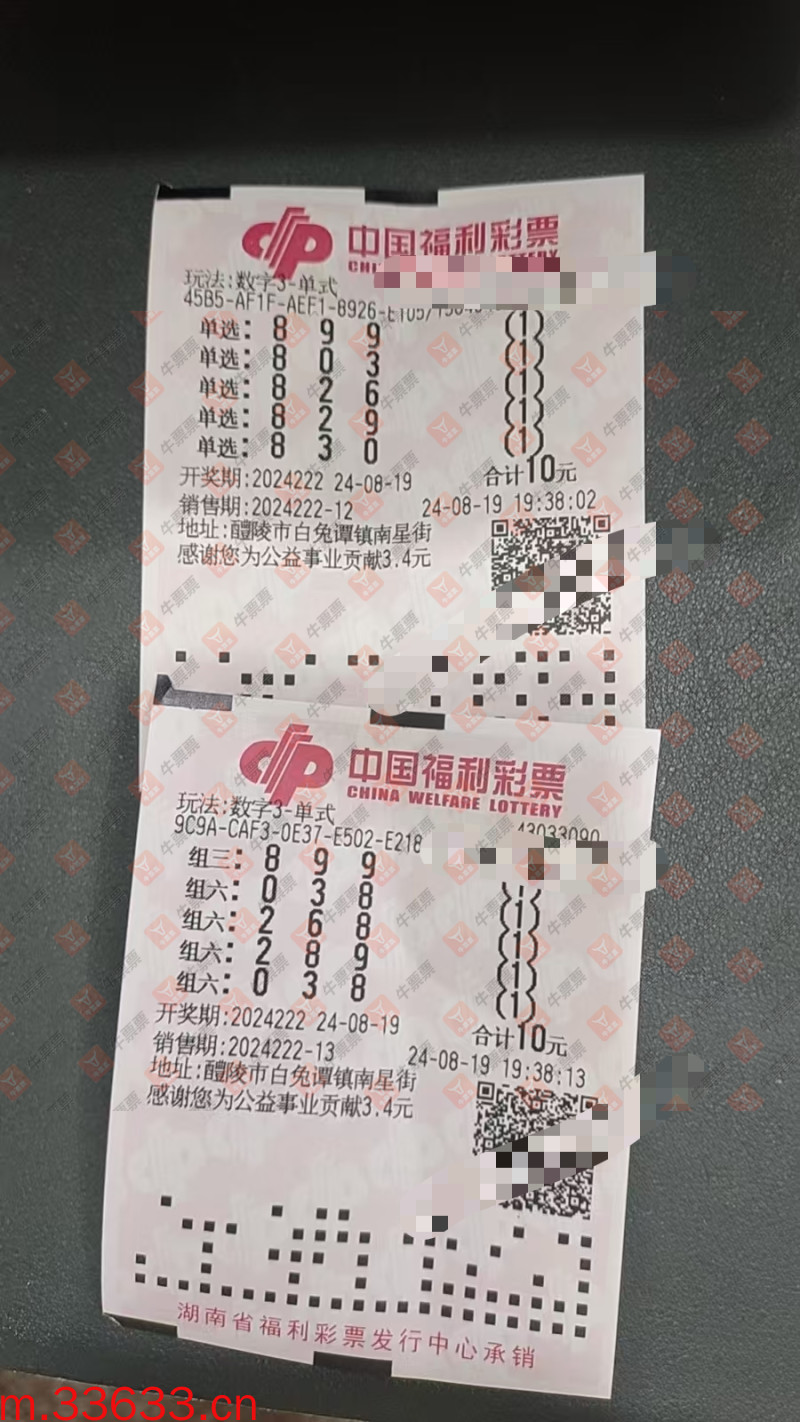 中国福利彩票
玩法:数字3-单式
45B5-AF1F-AEF1-8926-E105/
单选: 8 9 9 (1)
单选: 8 0 3 (1)
单选: 8 2 6 (1)
单选: 8 2 9 (1)
单选: 8 3 0 (1)
开奖期:2024222 24-08-19 合计10元
销售期:2024222-12 24-08-19 19:38:02
地址:醴陵市白兔谭镇南星街
感谢您为公益事业贡献3.4元
中国福利彩票
CHINA WELFARE LOTTERY
玩法:数字3-单式
9C9A-CAF3-0E37-E502-E218 43033090
组三: 8 9 9
组六: 0 3 8 (1)
组六: 2 6 8 (1)
组六: 2 8 9 (1)
组六: 0 3 8 (1)
开奖期:2024222 24-08-19 合计10元
销售期:2024222-13 24-08-19 19:38:13
地址:醴陵市白兔谭镇南星街
感谢您为公益事业贡献3.4元
湖南省福利彩票发行中心承销
牛票票
m.33633.cn